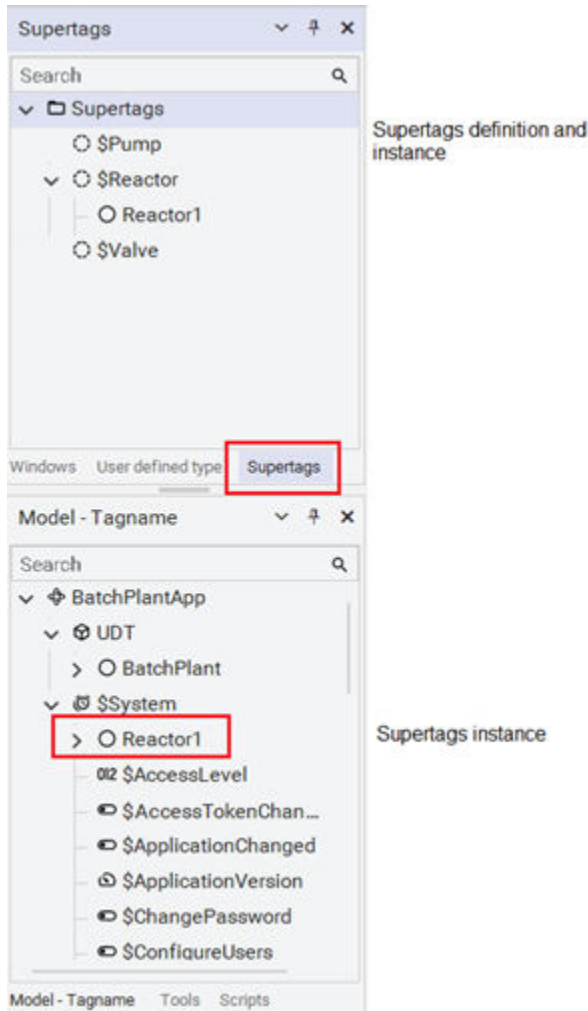 Supertags
Search
Supertags
$Pump
$Reactor
Reactor1
$Valve
Supertags definition and
instance
Windows User defined type Supertags
Model - Tagname
Search
BatchPlantApp
UDT
BatchPlant
$System
Reactor1
Supertags instance
012 $AccessLevel
$AccessTokenChan...
$ApplicationChanged
$ApplicationVersion
$ChangePassword
$ConfigureUsers
Model - Tagname Tools Scripts